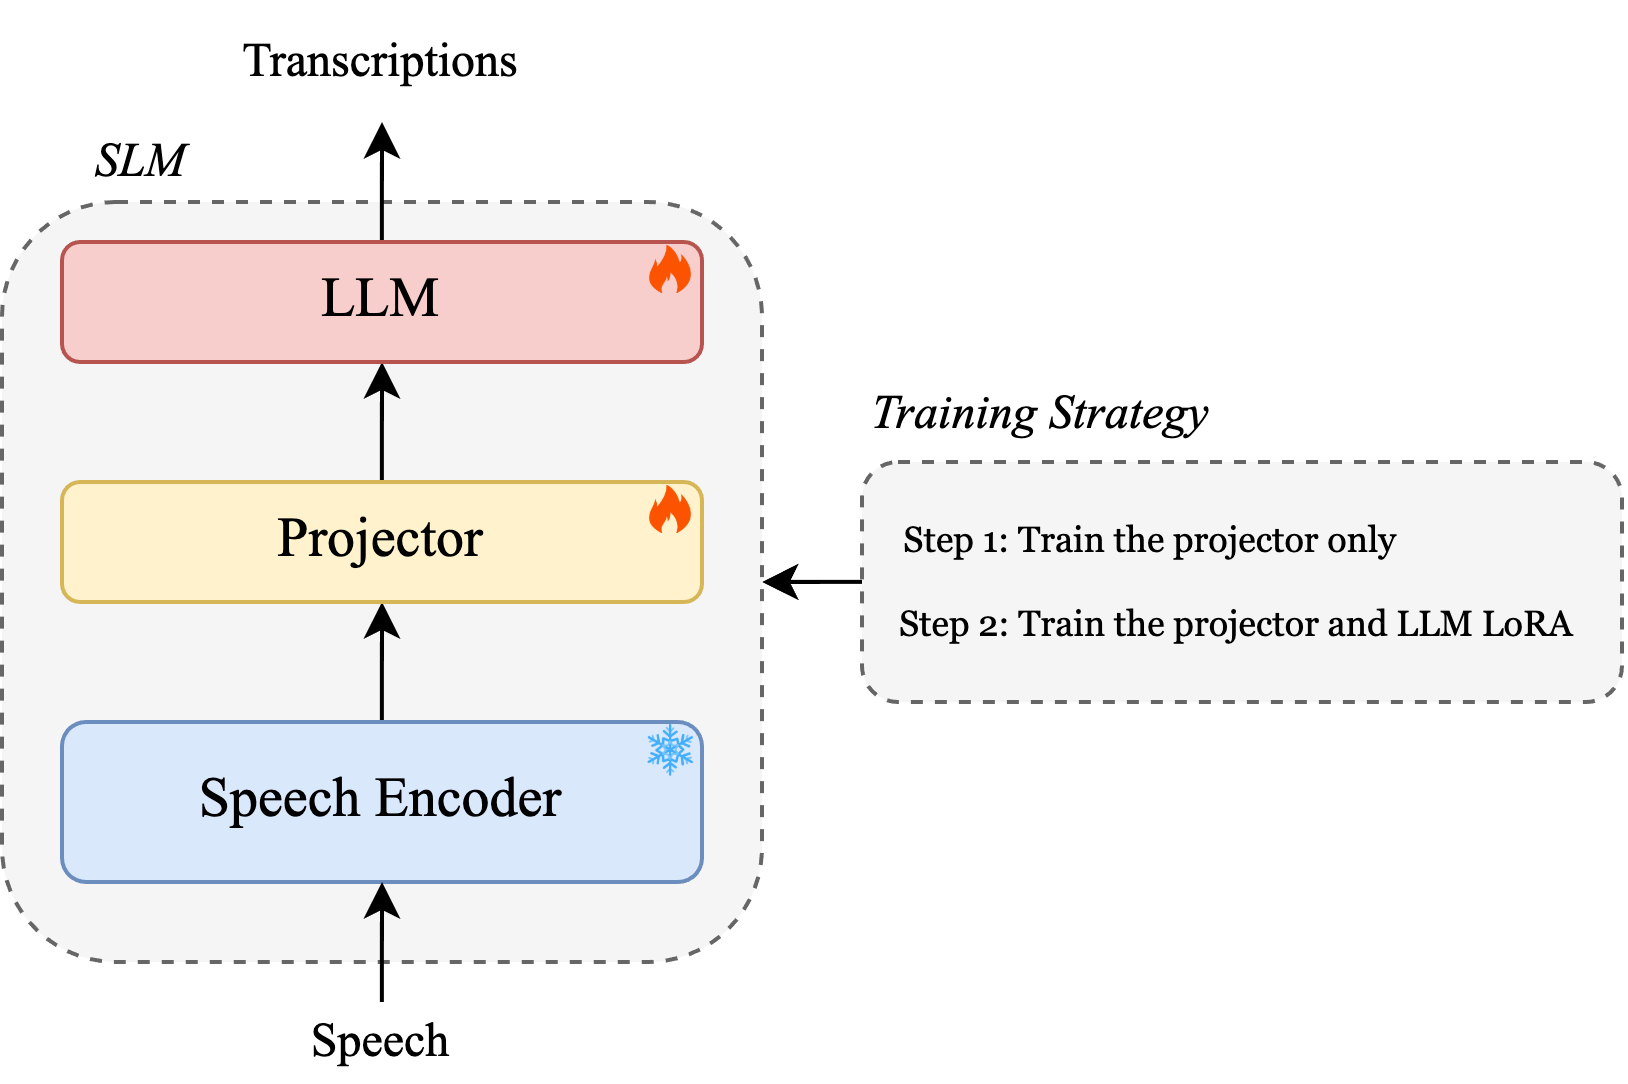 Transcriptions
SLM
LLM
Projector
Speech Encoder
Speech
Training Strategy
Step 1: Train the projector only
Step 2: Train the projector and LLM LoRA